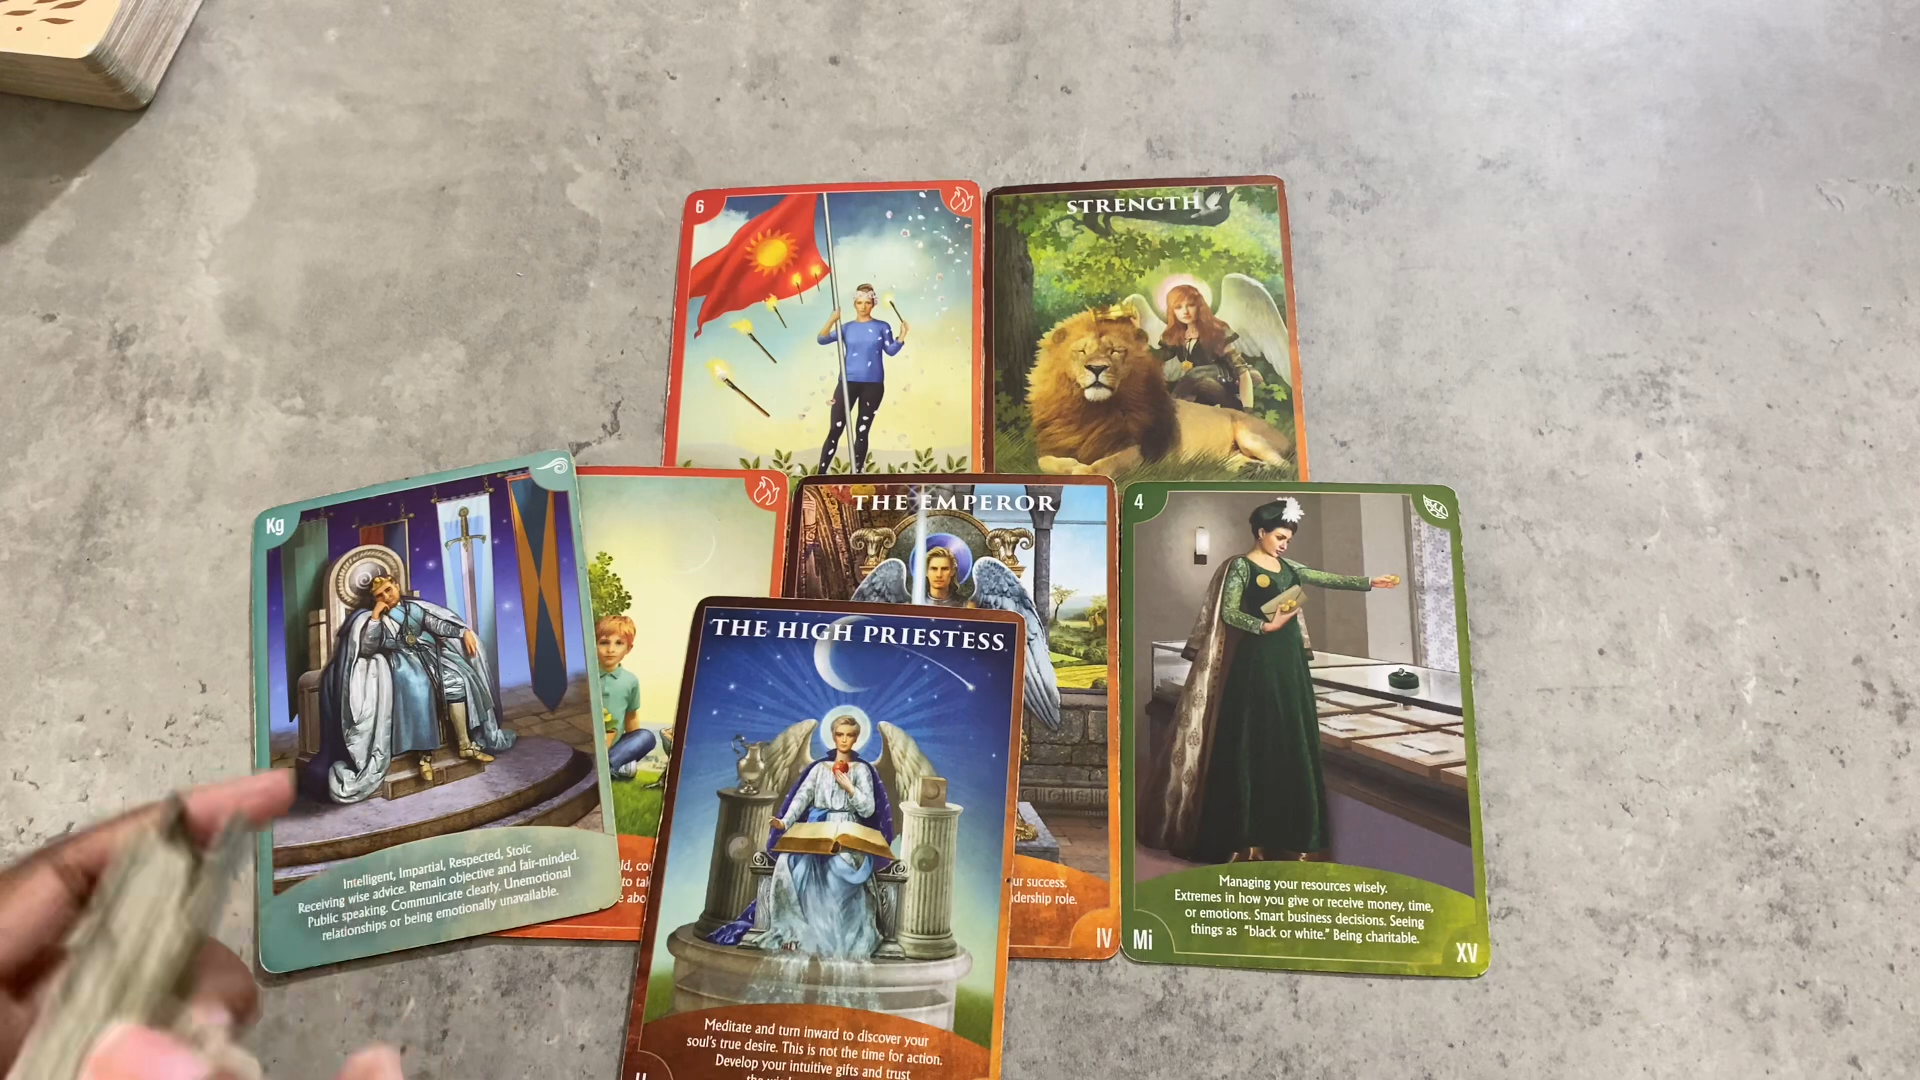 6
STRENGTH
Kg
THE EMPEROR
4
THE HIGH PRIESTESS
Intelligent, Impartial, Respected, Stoic
Receiving wise advice. Remain objective and fair-minded.
Public speaking. Communicate clearly. Unemotional
relationships or being emotionally unavailable.
success.
role.
IV
Managing your resources wisely.
Extremes in how you give or receive money, time,
or emotions. Smart business decisions. Seeing
things as "black or white." Being charitable.
Mi
XV
Meditate and turn inward to discover your
soul's true desire. This is not the time for action.
Develop your intuitive gifts and trust